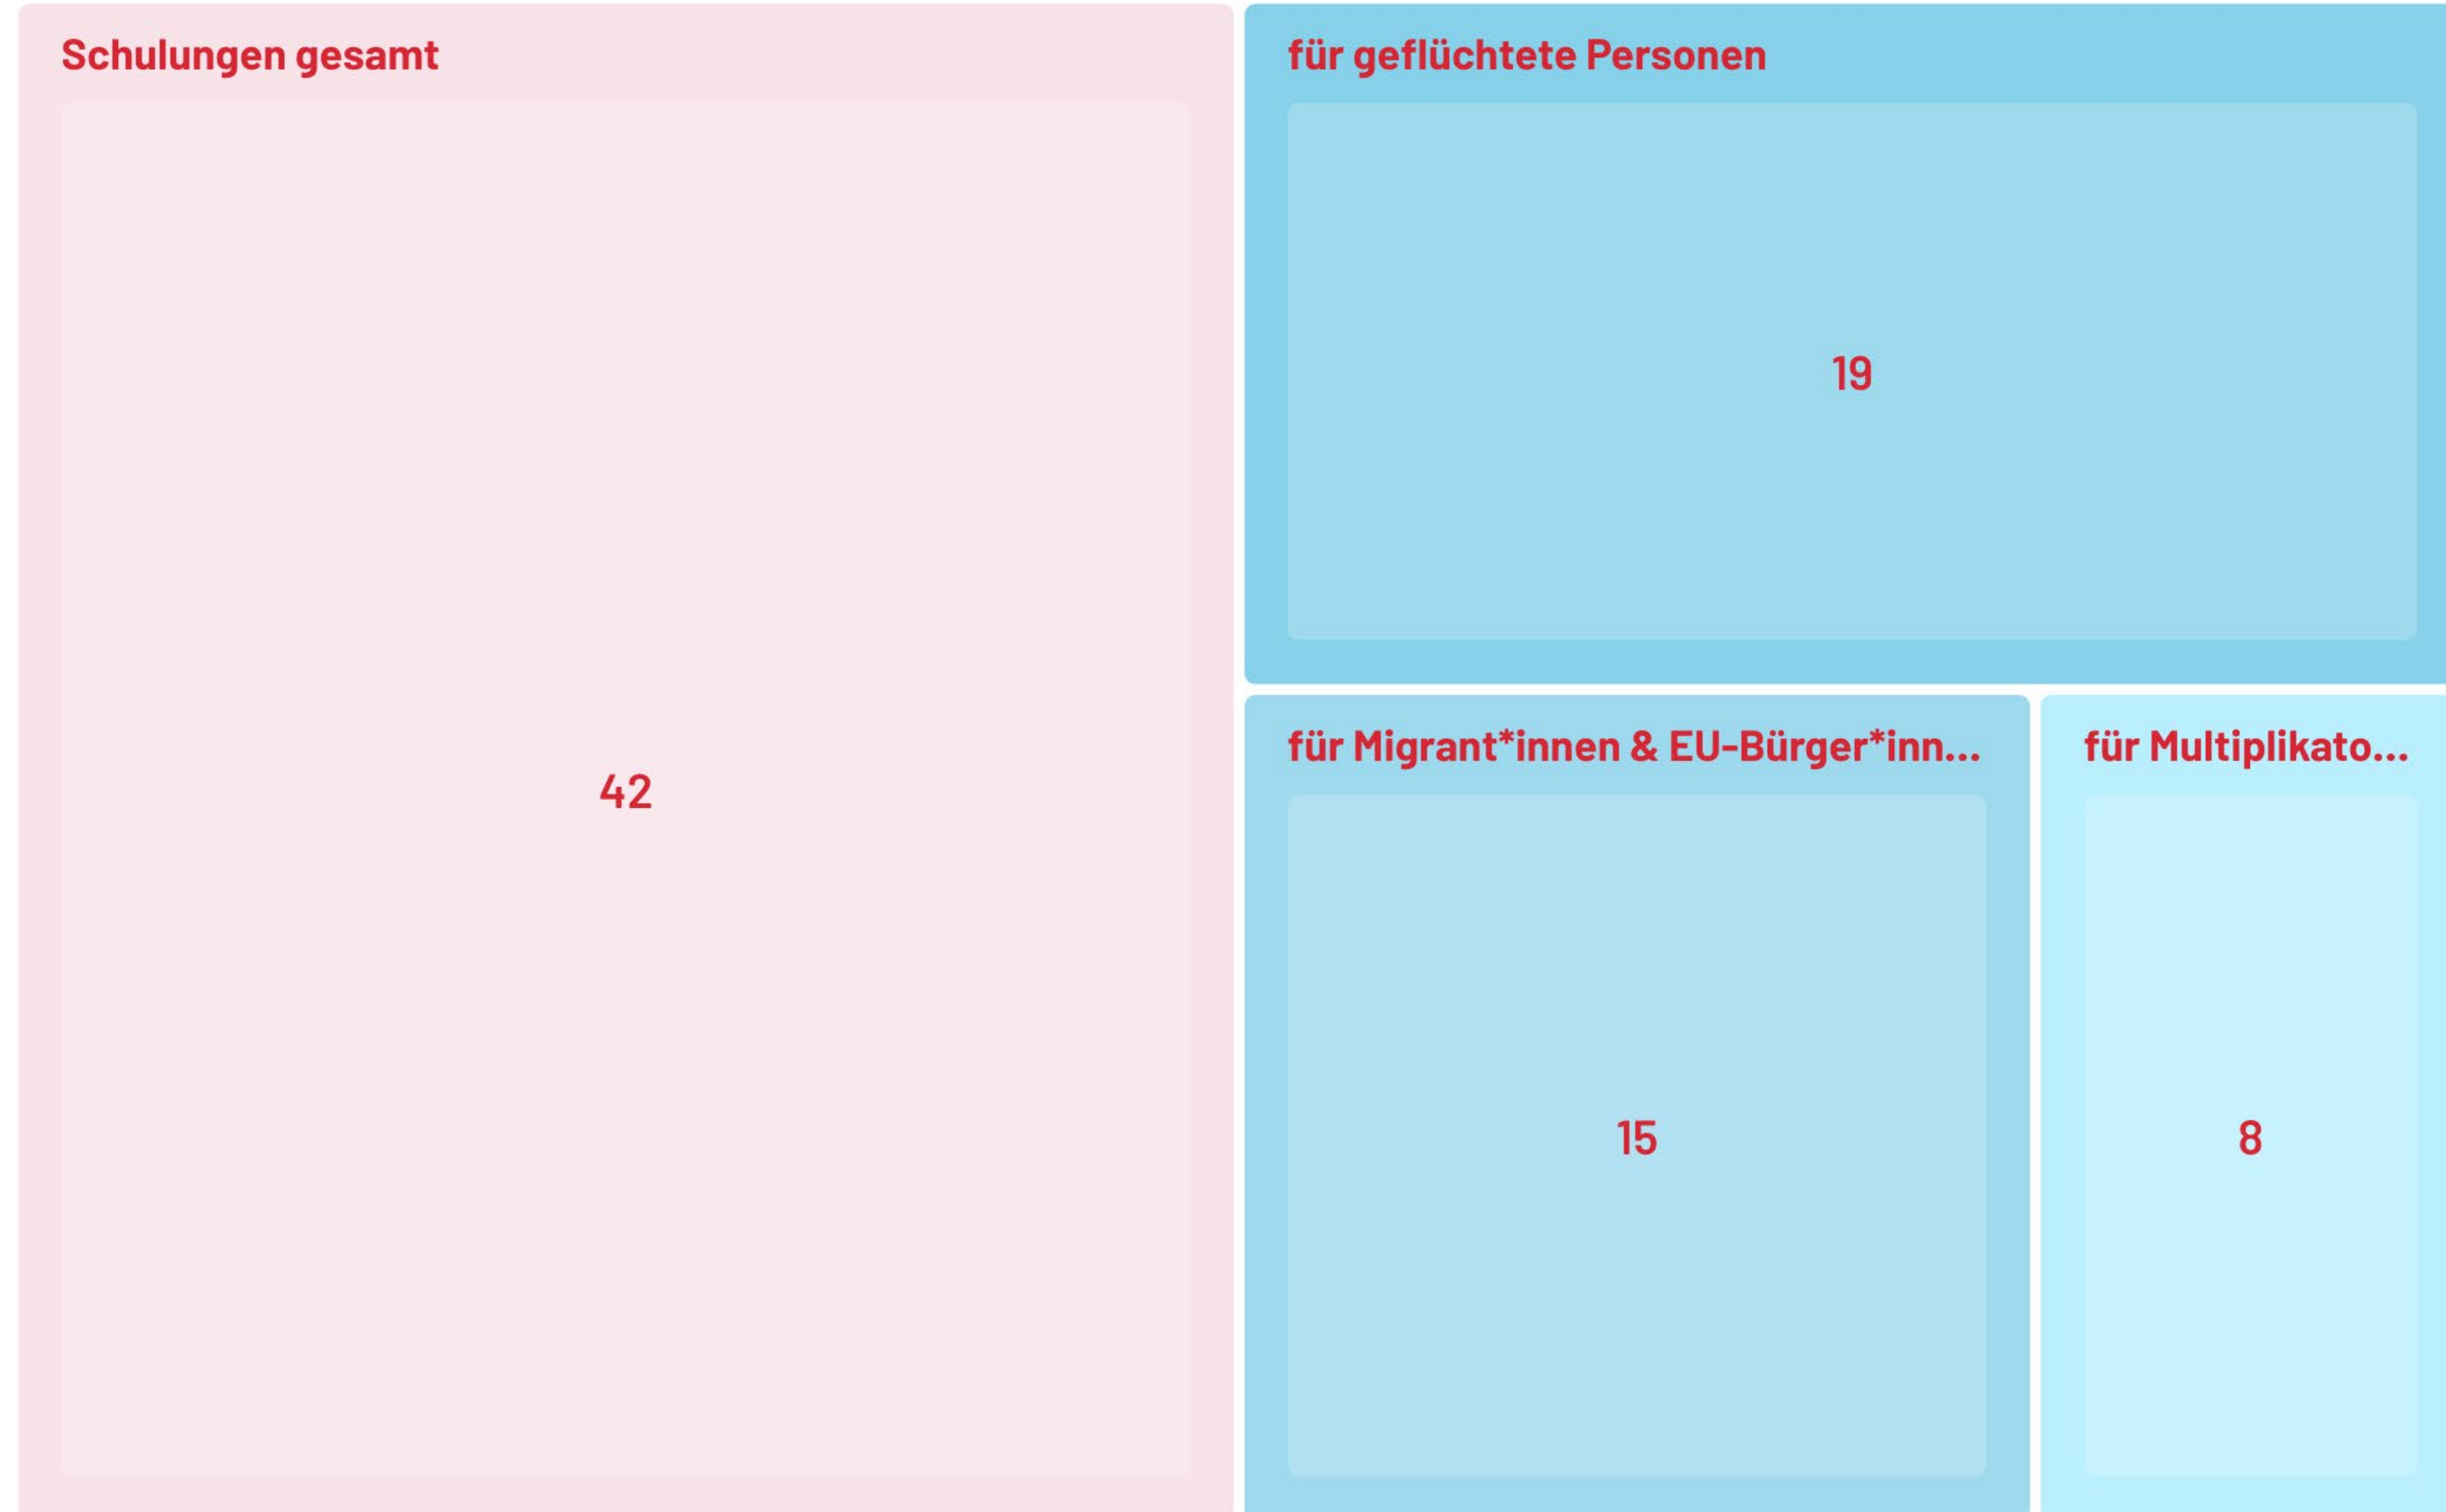 Schulungen gesamt
42
für geflüchtete Personen
19
für Migrant*innen & EU-Bürger*inn...
15
für Multiplikato...
8